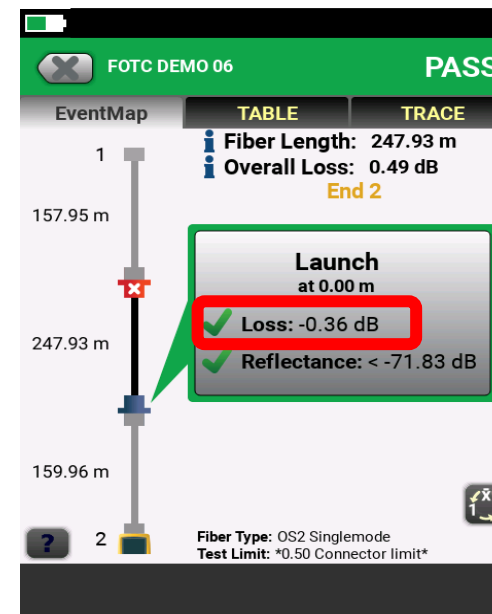 FOTC DEMO 06
PASS
EventMap
TABLE
TRACE
i Fiber Length: 247.93 m
i Overall Loss: 0.49 dB
End 2
1
157.95 m
247.93 m
159.96 m
2
Launch
at 0.00 m
Loss: -0.36 dB
Reflectance: < -71.83 dB
?
Fiber Type: OS2 Singlemode
Test Limit: *0.50 Connector limit*